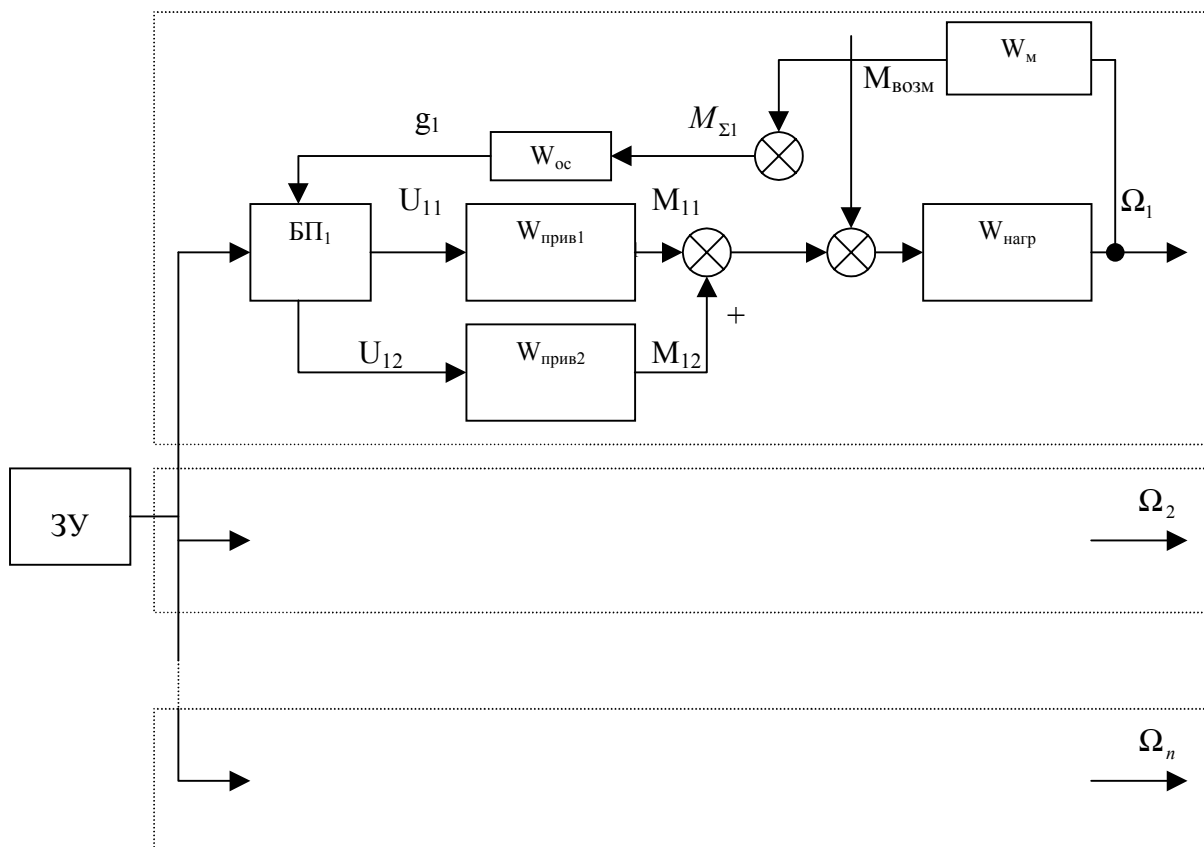 W_м
M_возм
g_1
M_Σ1
W_ос
U_11
M_11
Ω_1
БП_1
W_прив1
W_нагр
+
U_12
W_прив2
M_12
ЗУ
Ω_2
Ω_n